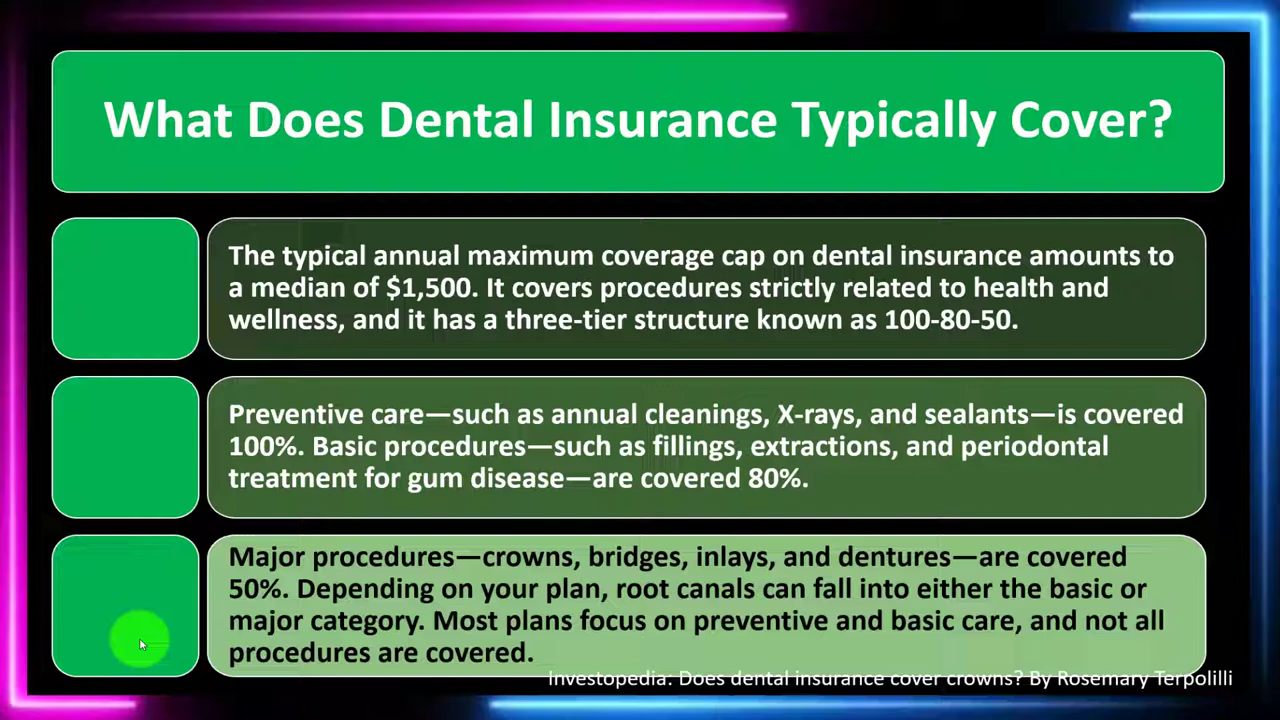 What Does Dental Insurance Typically Cover?
The typical annual maximum coverage cap on dental insurance amounts to
a median of $1,500. It covers procedures strictly related to health and
wellness, and it has a three-tier structure known as 100-80-50.
Preventive care—such as annual cleanings, X-rays, and sealants—is covered
100%. Basic procedures—such as fillings, extractions, and periodontal
treatment for gum disease—are covered 80%.
Major procedures—crowns, bridges, inlays, and dentures—are covered
50%. Depending on your plan, root canals can fall into either the basic or
major category. Most plans focus on preventive and basic care, and not all
procedures are covered.
Investopedia: Does dental insurance cover crowns? By Rosemary Terpolilli